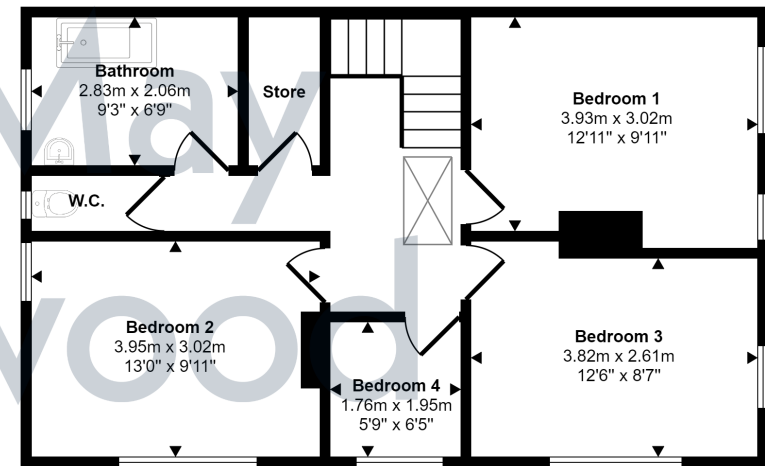 Bathroom
2.83m x 2.06m
9'3" x 6'9"
Store
Bedroom 1
3.93m x 3.02m
12'11" x 9'11"
W.C.
Bedroom 2
3.95m x 3.02m
13'0" x 9'11"
Bedroom 3
3.82m x 2.61m
12'6" x 8'7"
Bedroom 4
1.76m x 1.95m
5'9" x 6'5"
May
wood